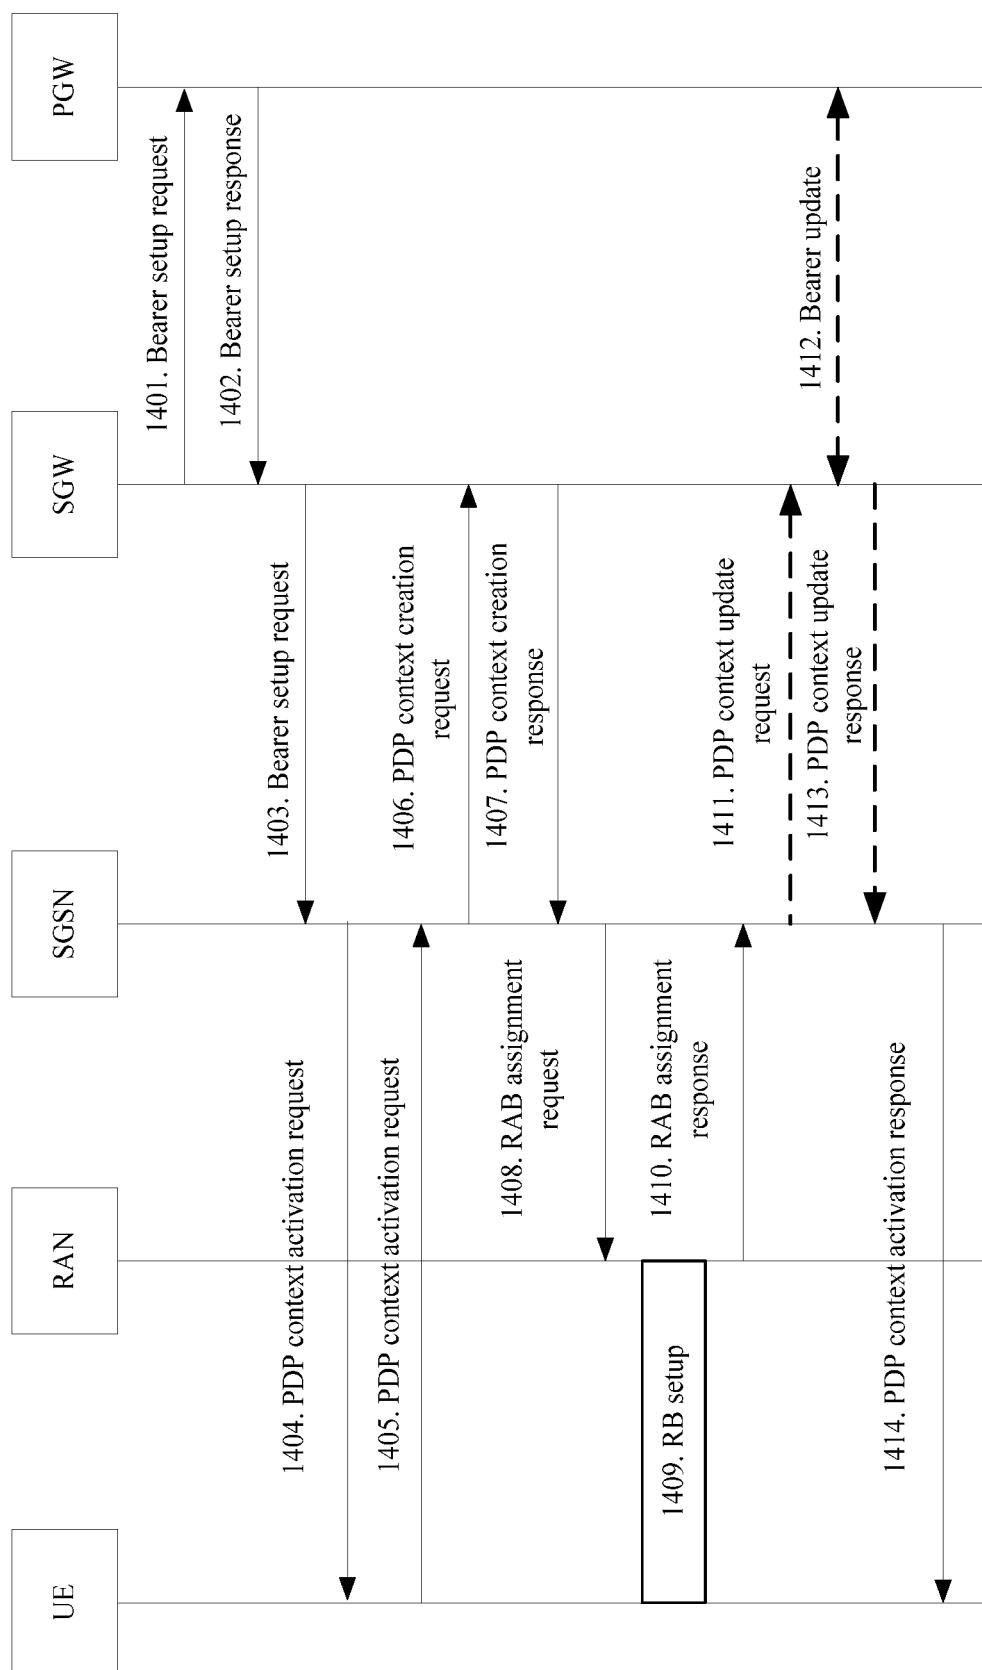 UE
RAN
SGSN
SGW
PGW
1401. Bearer setup request
1402. Bearer setup response
1403. Bearer setup request
1404. PDP context activation request
1405. PDP context activation request
1406. PDP context creation
request
1407. PDP context creation
response
1408. RAB assignment
request
1409. RB setup
1410. RAB assignment
response
1411. PDP context update
request
1412. Bearer update
1413. PDP context update
response
1414. PDP context activation response